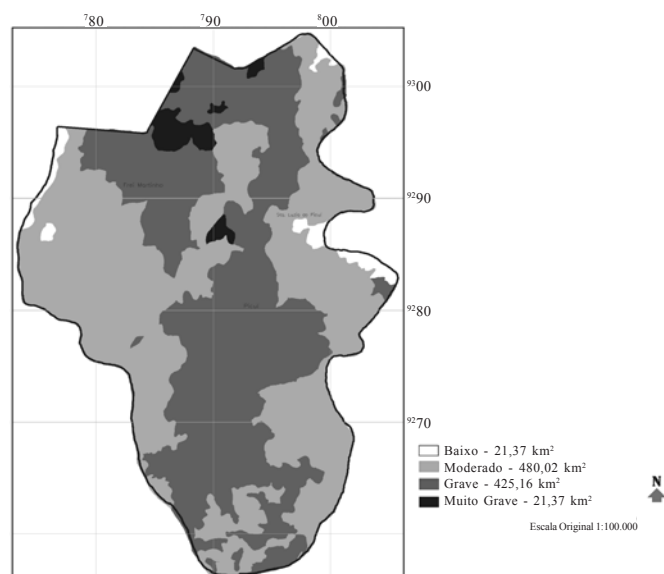 780 790 800
9300
9290
9280
9270
Baixo - 21,37 km²
Moderado - 480,02 km²
Grave - 425,16 km²
Muito Grave - 21,37 km²
N
Escala Original 1:100.000